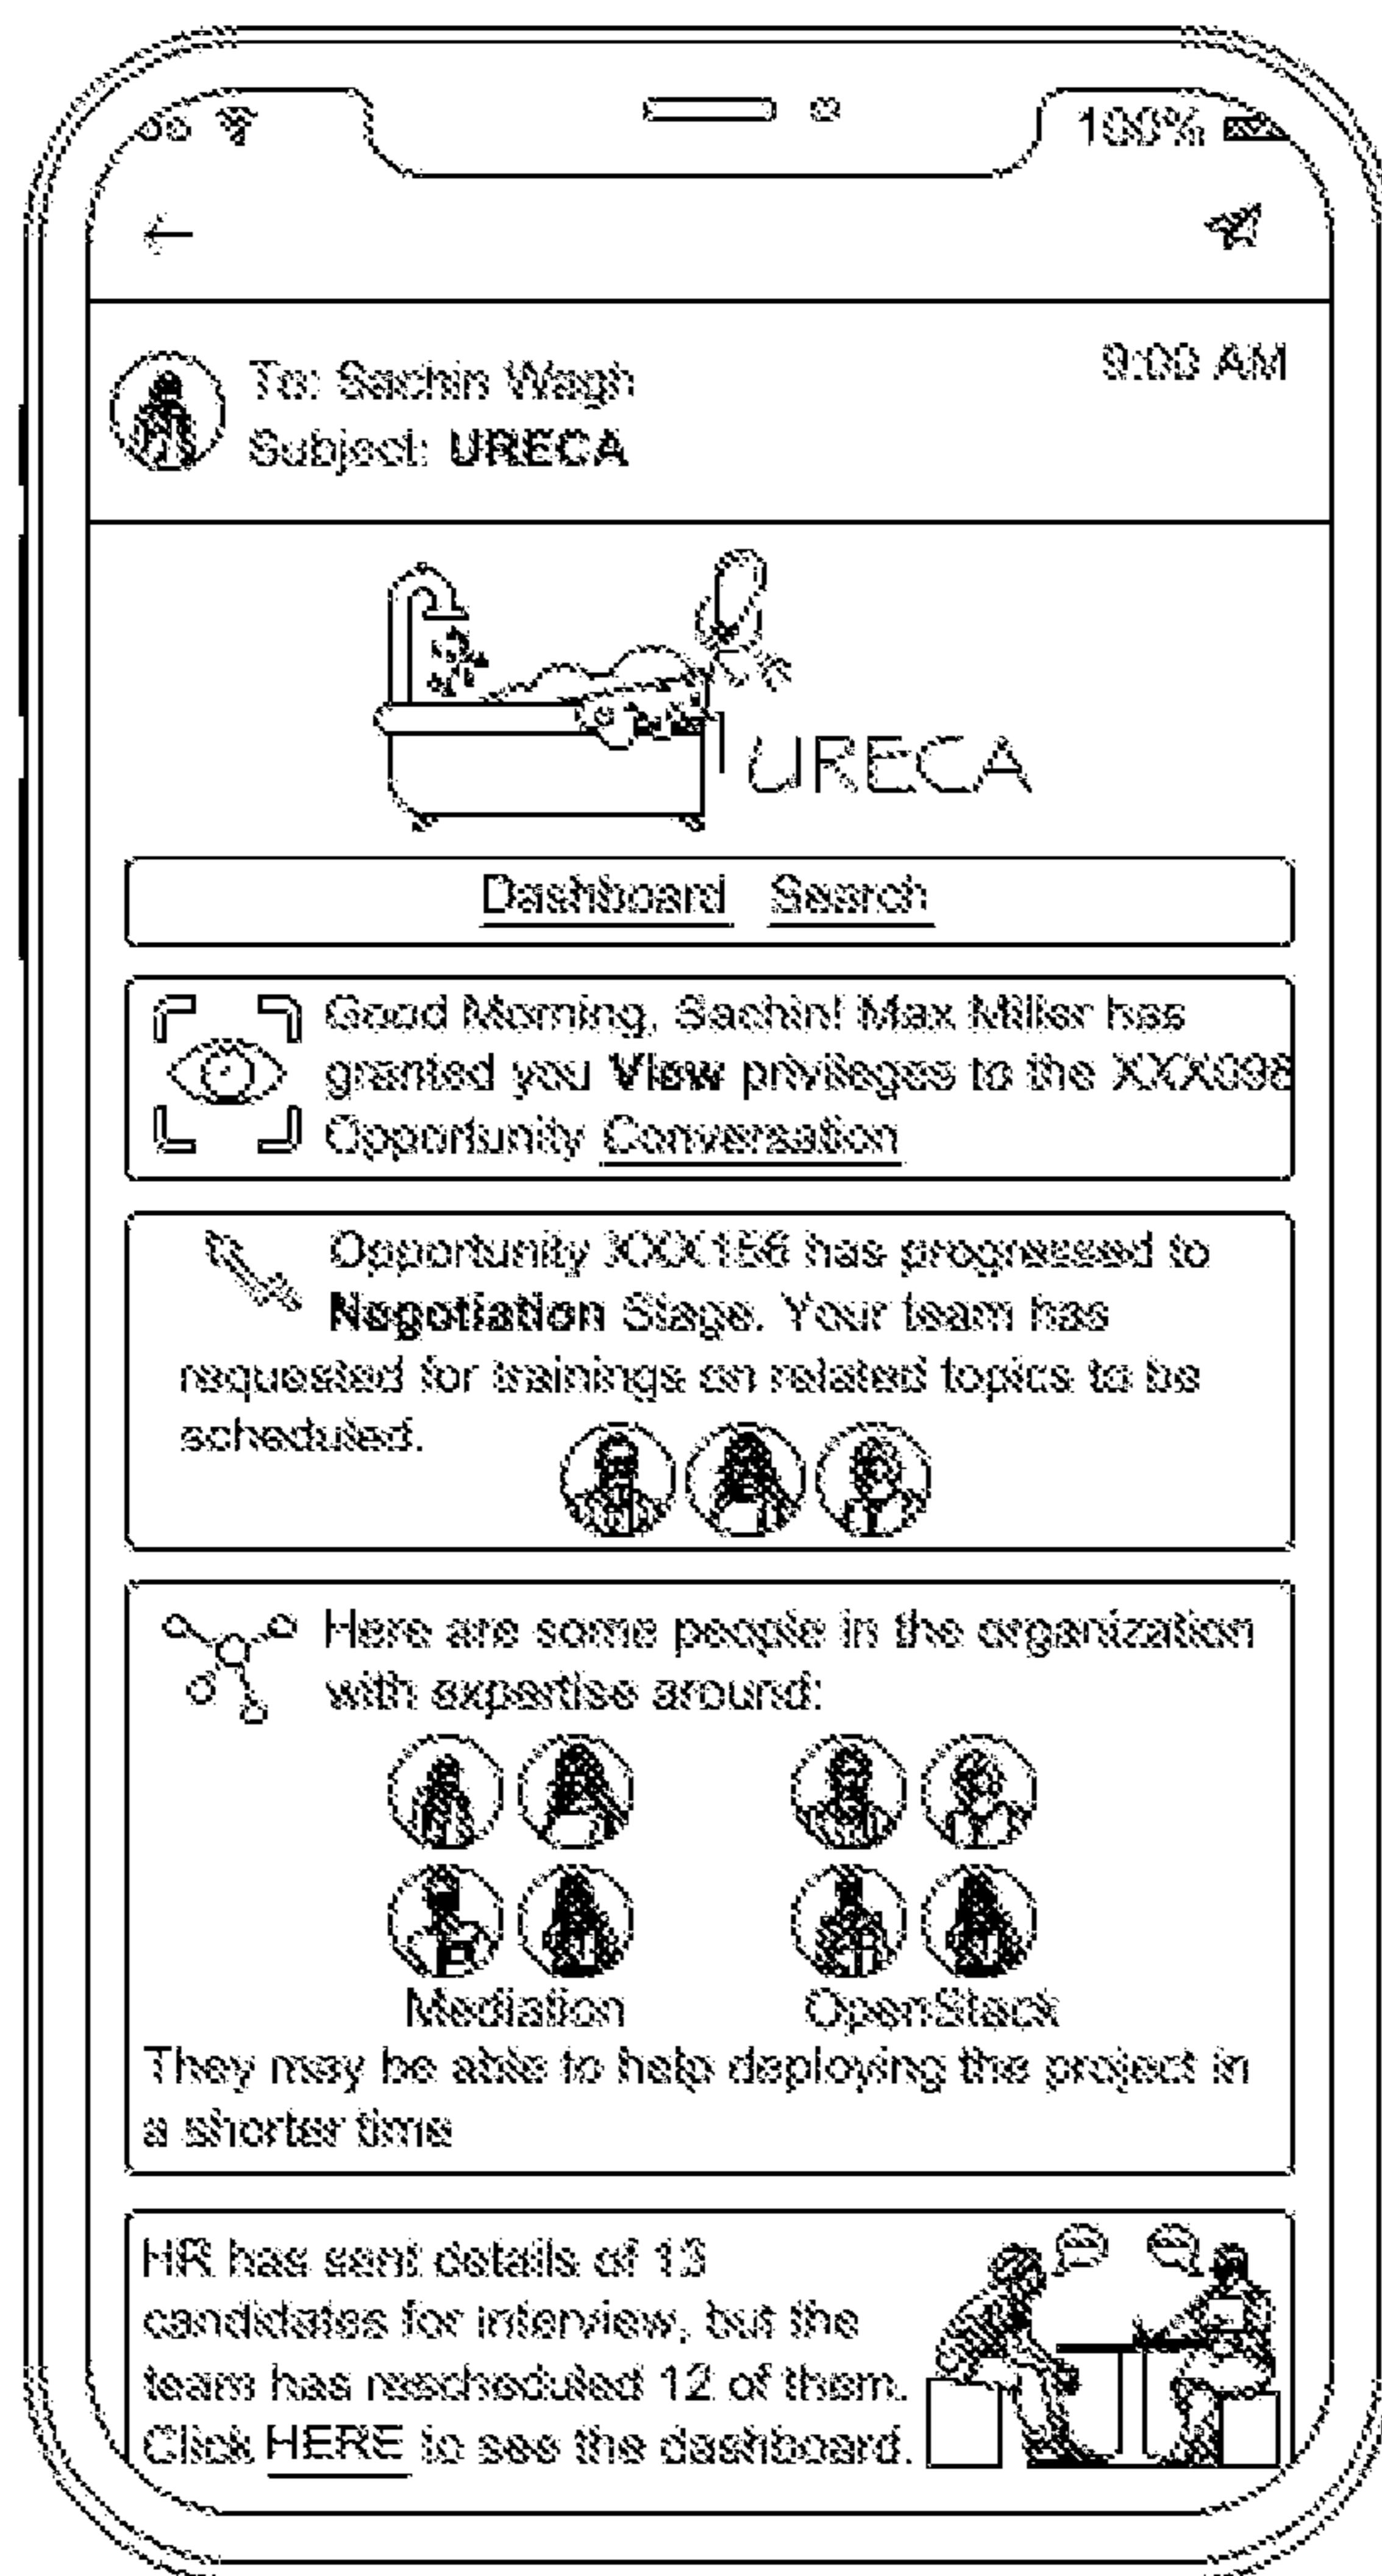 100%
9:00 AM
To: Sachin Wagh
Subject: URECA
URECA
Dashboard Search
Good Morning, Sachin! Max Miller has
granted you View privileges to the XXX098
Opportunity Conversation
Opportunity XXX156 has progressed to
Negotiation Stage. Your team has
requested for trainings on related topics to be
scheduled.
Here are some people in the organization
with expertise around:
Mediation OpenStack
They may be able to help deploying the project in
a shorter time
HR has sent details of 13
candidates for interview, but the
team has rescheduled 12 of them.
Click HERE to see the dashboard.